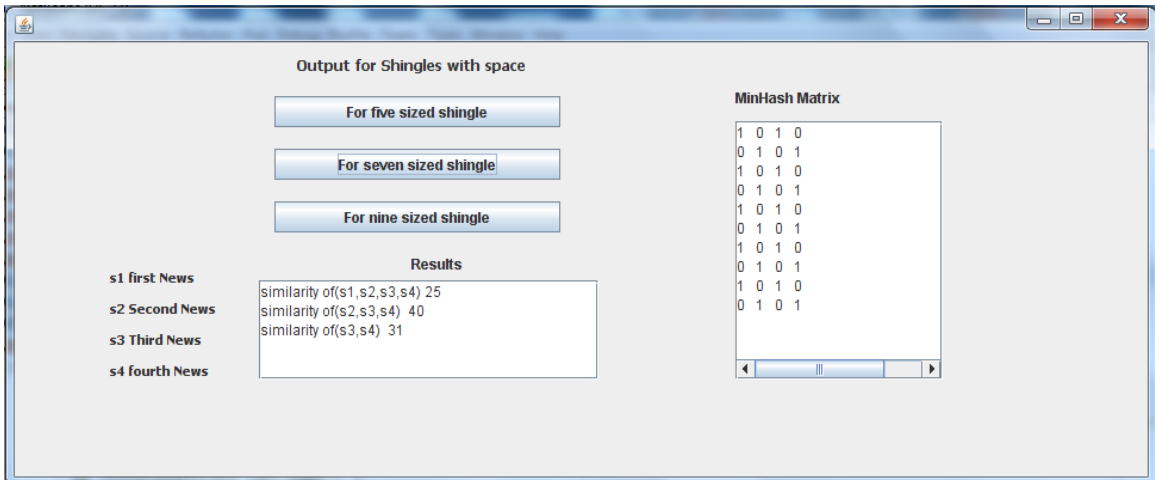 Output for Shingles with space
For five sized shingle
For seven sized shingle
For nine sized shingle
Results
s1 first News
s2 Second News
s3 Third News
s4 fourth News
similarity of(s1,s2,s3,s4) 25
similarity of(s2,s3,s4) 40
similarity of(s3,s4) 31
MinHash Matrix
1 0 1 0
0 1 0 1
1 0 1 0
0 1 0 1
1 0 1 0
0 1 0 1
1 0 1 0
0 1 0 1
1 0 1 0
0 1 0 1